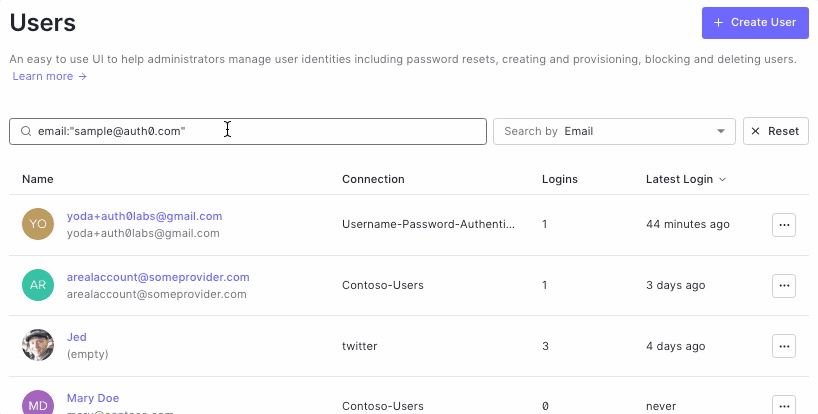 Users
+ Create User
An easy to use UI to help administrators manage user identities including password resets, creating and provisioning, blocking and deleting users.
Learn more →
email:"sample@auth0.com"
Search by Email
× Reset
Name Connection Logins Latest Login
YO yoda+auth0labs@gmail.com
yoda+auth0labs@gmail.com
Username-Password-Authenti... 1 44 minutes ago
AR arealaccount@someprovider.com
arealaccount@someprovider.com
Contoso-Users 1 3 days ago
Jed
(empty)
twitter 3 4 days ago
MD Mary Doe
Contoso-Users 0 never